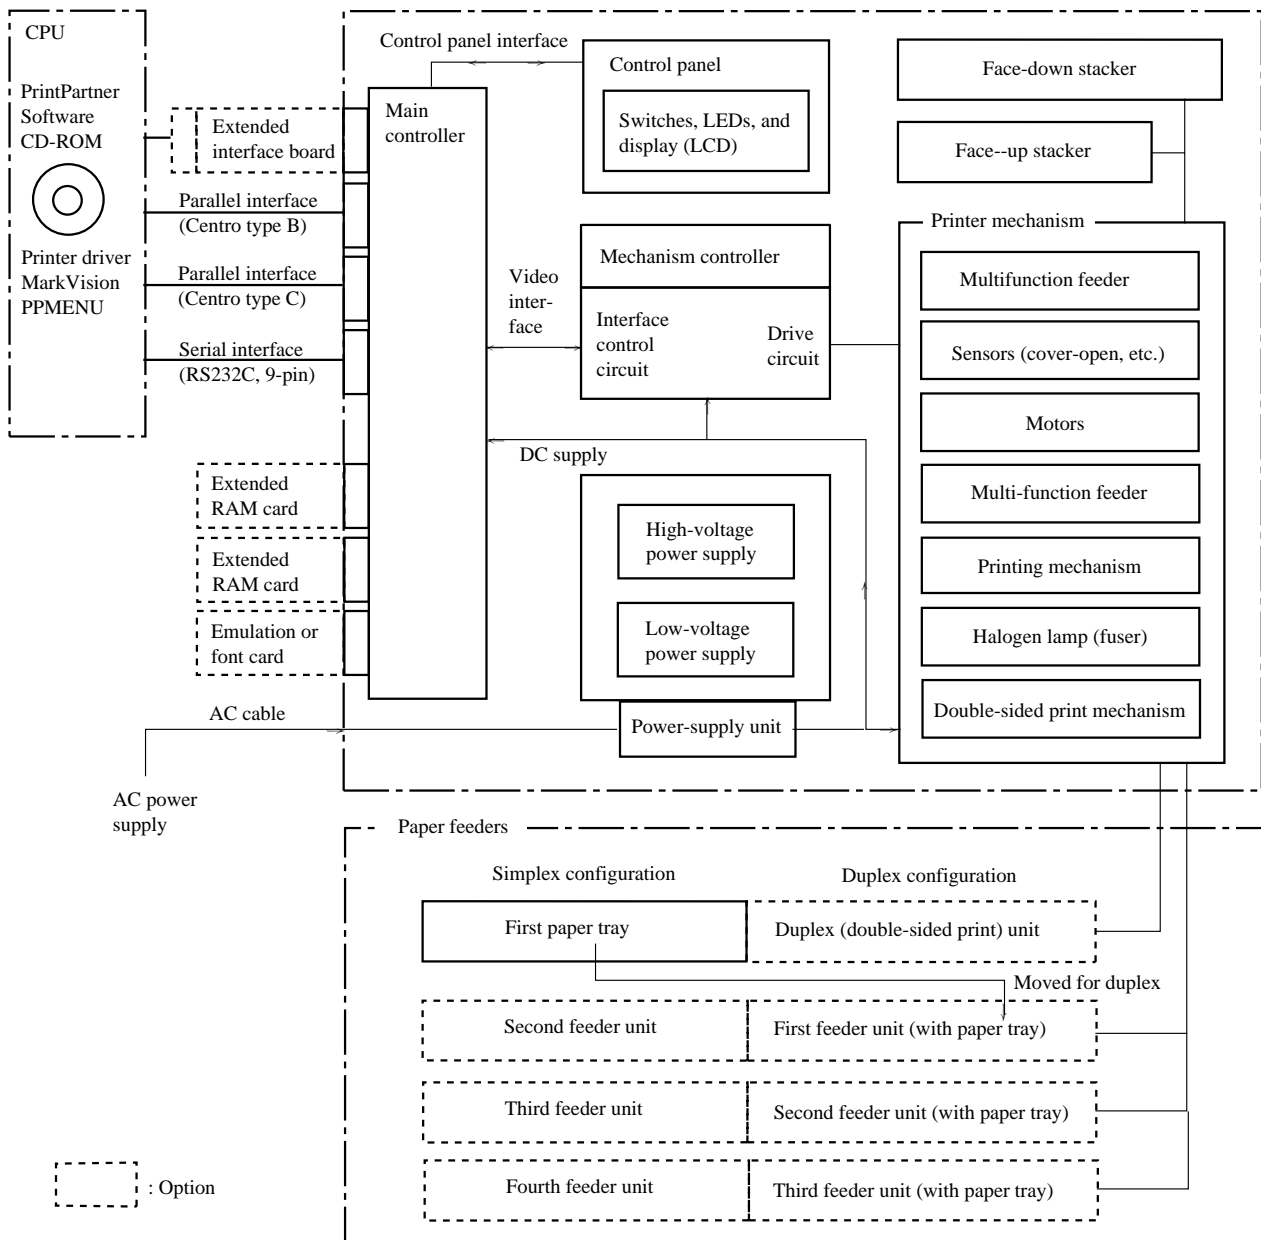 CPU
PrintPartner
Software
CD-ROM
Printer driver
MarkVision
PPMENU
Extended
interface board
Parallel interface
(Centro type B)
Parallel interface
(Centro type C)
Serial interface
(RS232C, 9-pin)
Extended
RAM card
Extended
RAM card
Emulation or
font card
AC cable
AC power
supply
Control panel interface
Main
controller
Control panel
Switches, LEDs, and
display (LCD)
Video
inter-
face
Mechanism controller
Interface
control
circuit
Drive
circuit
DC supply
High-voltage
power supply
Low-voltage
power supply
Power-supply unit
Face-down stacker
Face--up stacker
Printer mechanism
Multifunction feeder
Sensors (cover-open, etc.)
Motors
Multi-function feeder
Printing mechanism
Halogen lamp (fuser)
Double-sided print mechanism
Paper feeders
Simplex configuration
Duplex configuration
First paper tray
Duplex (double-sided print) unit
Moved for duplex
Second feeder unit
First feeder unit (with paper tray)
Third feeder unit
Second feeder unit (with paper tray)
Fourth feeder unit
Third feeder unit (with paper tray)
: Option